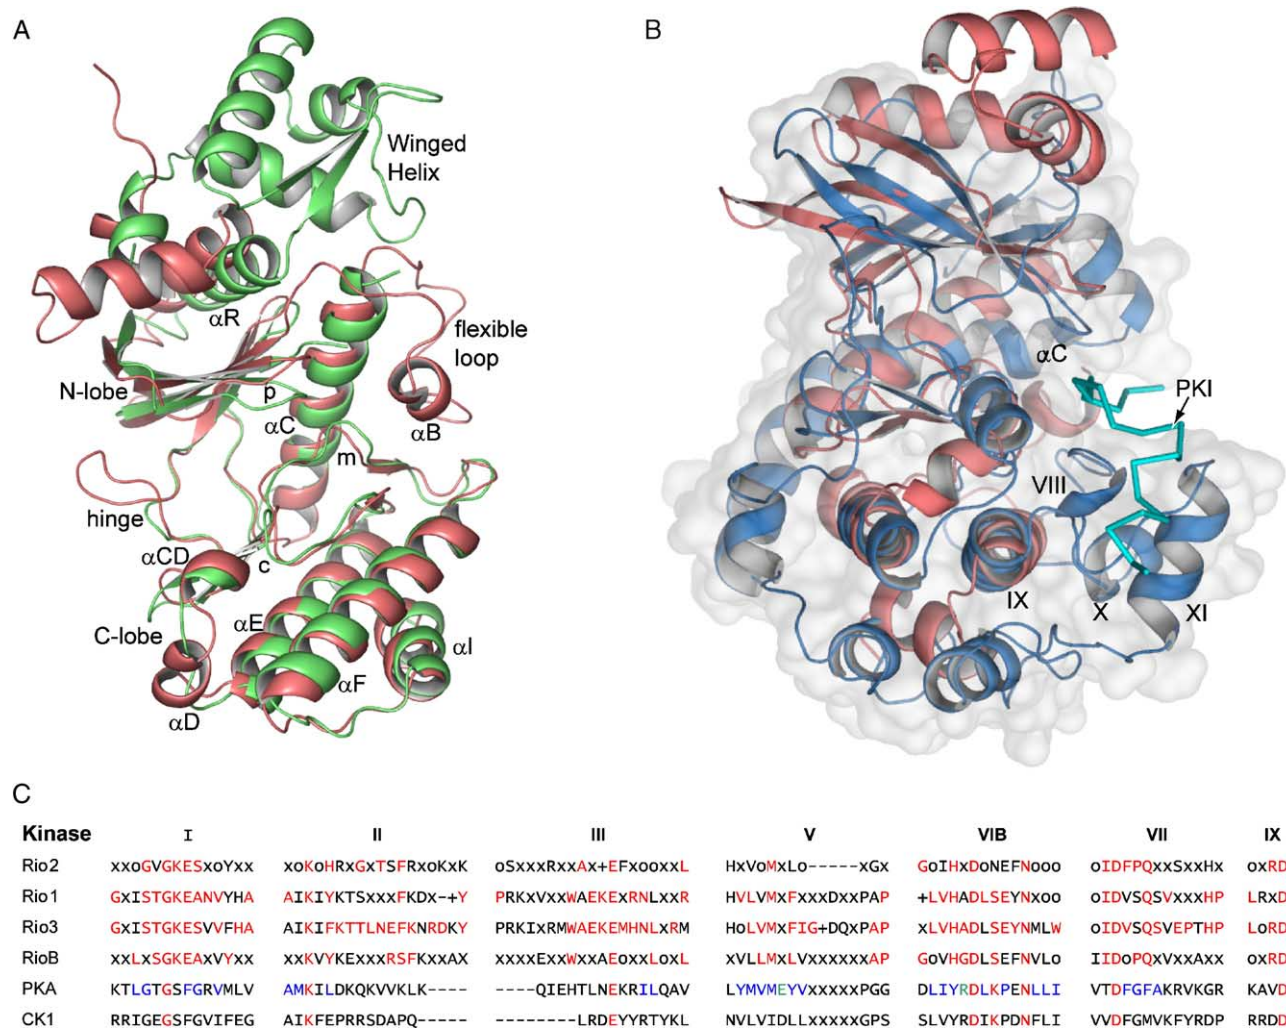 A
B
Winged
Helix
αR
flexible
loop
N-lobe
p
αC
αB
m
hinge
αCD
c
C-lobe
αE
αI
αF
αD
αC
PKI
VIII
IX
X
XI
C
Kinase I II III V VIB VII IX
Rio2 xxoGVGKESxoYxx xoKoHRxGxTSFRxoKxK oSxxxRxxAx+EFxooxxL HxVoMxLo-----xGx GoIHxDoNEFNooo oIDFPQxxSxxHx oxRD
Rio1 GxISTGKEANVYHA AIKIYKTSxxxFKDx-+Y PRKxVxxWAEKExRNLxxR HVLVMxFxxxDxxPAP +LVHADLSEYNxoo oIDVSQSVxxxHP LRxD
Rio3 GxISTGKESVVFHA AIKIFKTTLNEFKNRDKY PRKIxRMWAEKEMHNLxRM HoLVMxFIG+DQxPAP xLVHADLSEYNMLW oIDVSQSVEPTHP LoRD
RioB xxLxSGKEAxVYxx xxKVYKExxxRSFKxxAX xxxxExxWxxAEoxxLoxL xVLLMxLVxxxxxxAP GoVHGDLSEFNVLo IIDoPQxVxxAxx oxRD
PKA KTLGTGSFGRVMLV AMKILDKQKVVKLK---- ----QIEHTLNEKRILQAV LYMVMEYVxxxxxPGG DLIYRDLKPENLLI VTDFGFAKRVKGR KAVD
CK1 RRIGEGSFGVIFEG AIKFEPRRSDAPQ----- --------LRDEYYRTYKL NVLVIDLLxxxxxGPS SLVYRDIKPDNFLI VVDFGMVKFYRDP RRDD